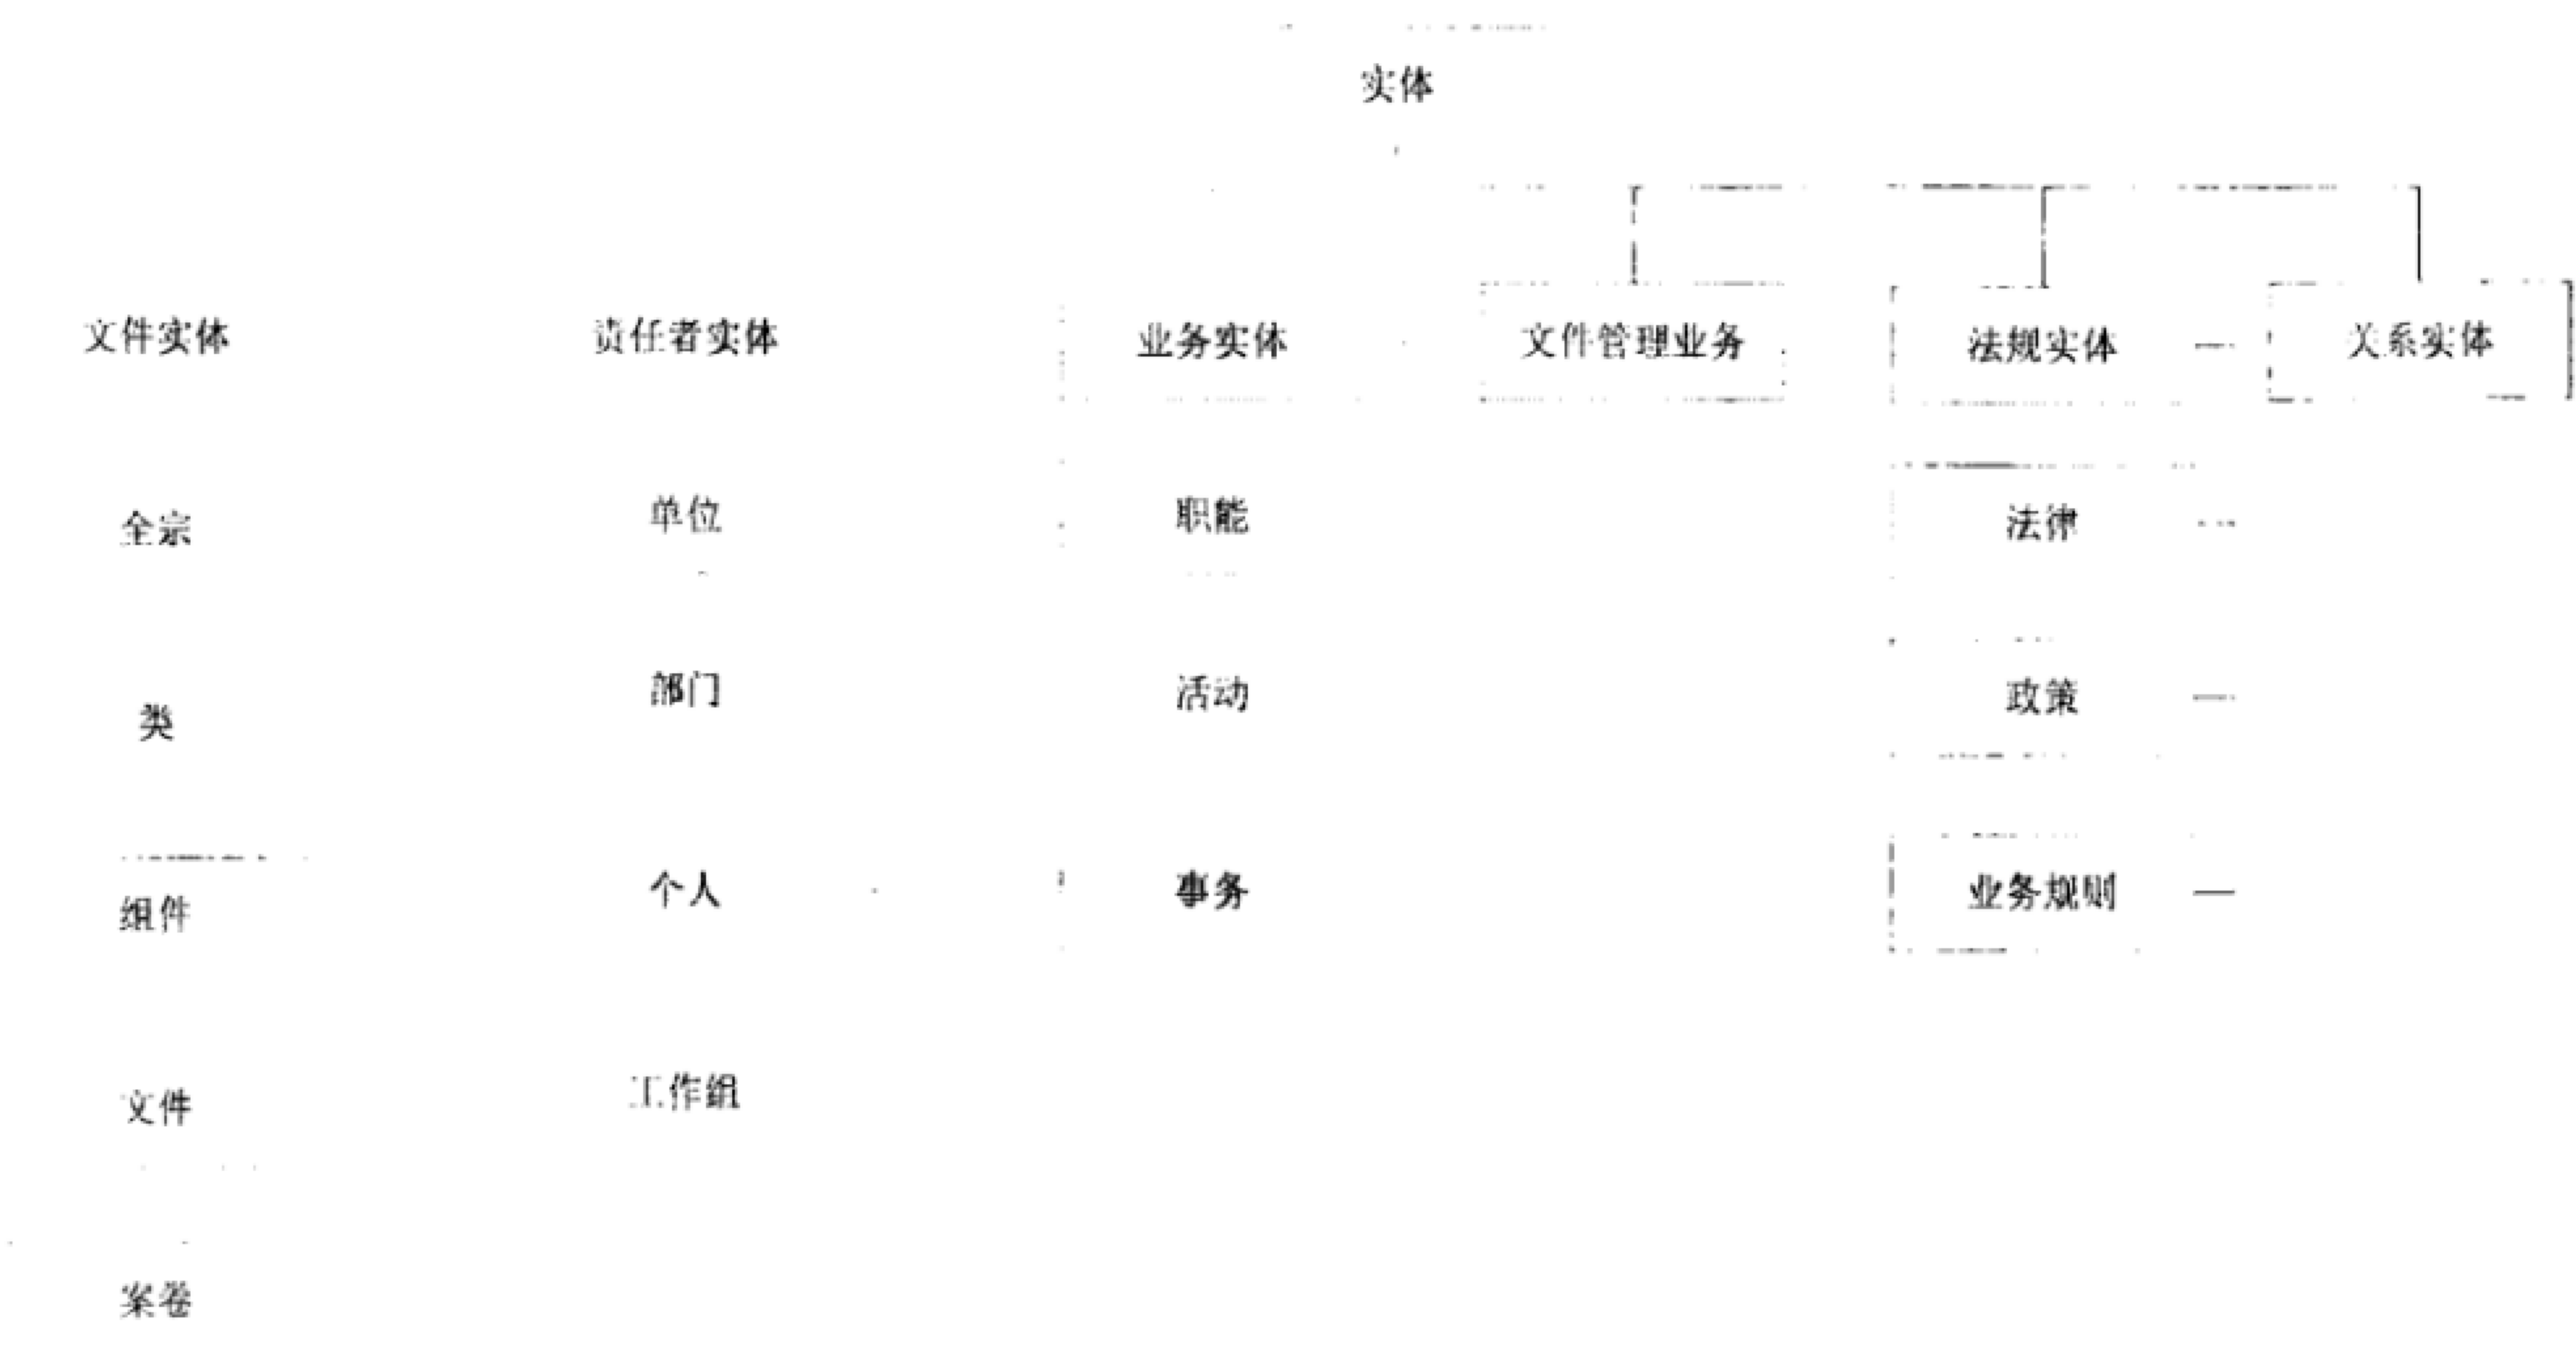 实体
文件实体 责任者实体 业务实体 文件管理业务 法规实体 关系实体
全宗 单位 职能 法律
类 部门 活动 政策
组件 个人 事务 业务规则
文件 工作组
案卷